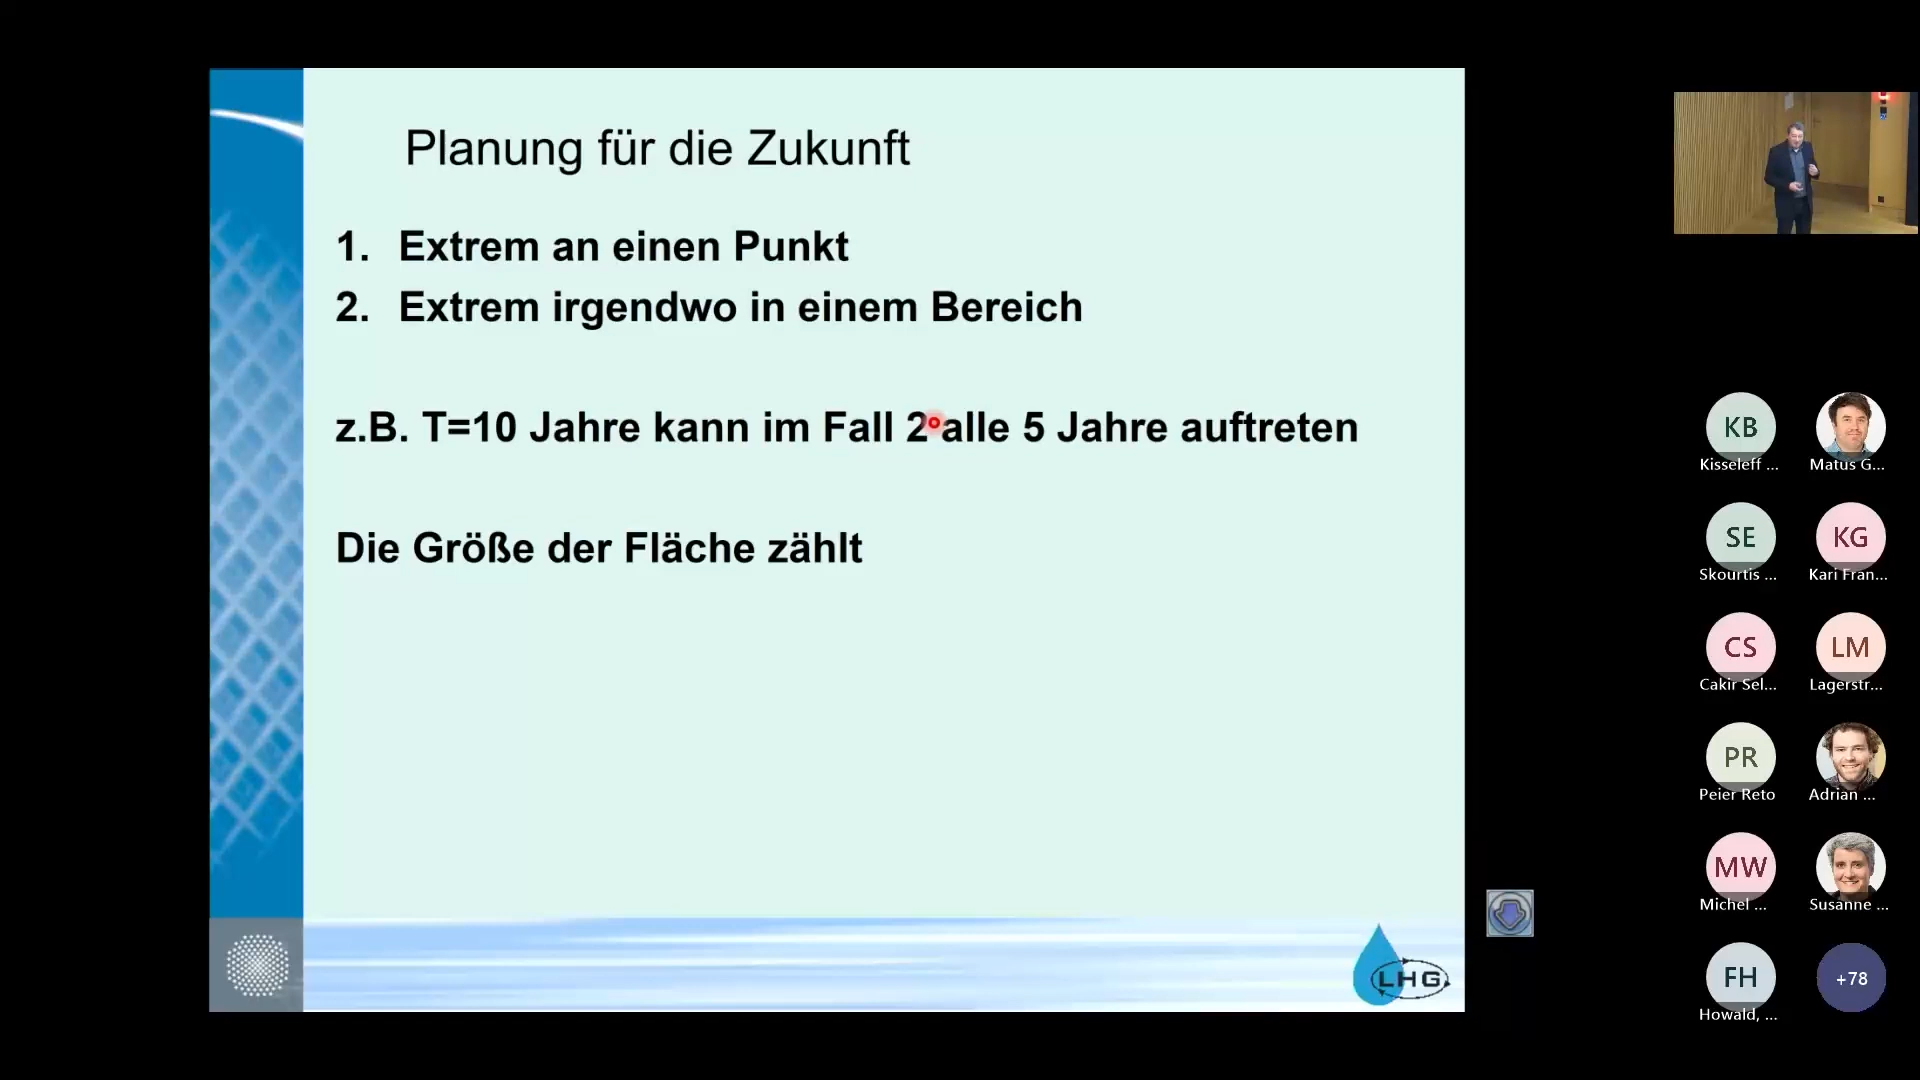 Planung für die Zukunft
1. Extrem an einen Punkt
2. Extrem irgendwo in einem Bereich
z.B. T=10 Jahre kann im Fall 2 alle 5 Jahre auftreten
Die Größe der Fläche zählt
LHG
KB
Kisseleff ...
Matus G...
SE
Skourtis ...
KG
Kari Fran...
CS
Cakir Sel...
LM
Lagerstr...
PR
Peier Reto
Adrian ...
MW
Michel ...
Susanne ...
FH
Howald, ...
+78